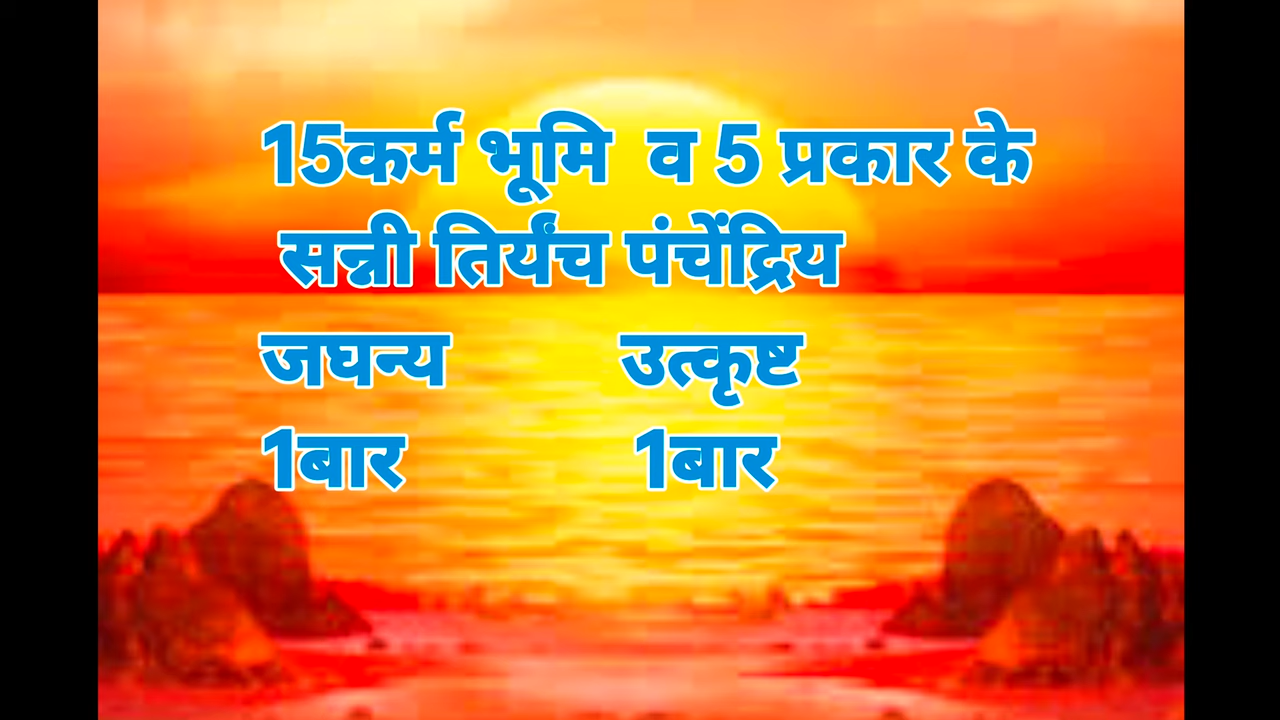 15कर्म भूमि व 5 प्रकार के
सन्नी तिर्यंच पंचेंद्रिय
जघन्य उत्कृष्ट
1बार 1बार